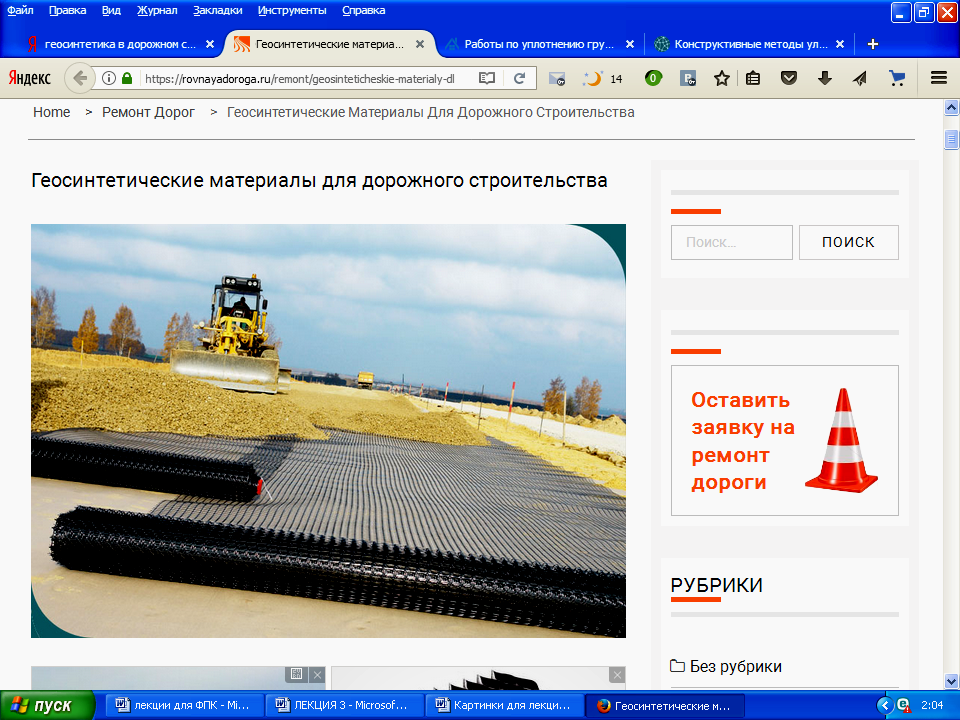 Файл Правка Вид Журнал Закладки Инструменты Справка
геосинтетика в дорожном с...
Геосинтетические материа...
Работы по уплотнению гру...
Конструктивные методы ул...
Яндекс
https://rovnayadoroga.ru/remont/geosinteticheskie-materialy-dl
14
0
Home > Ремонт Дорог > Геосинтетические Материалы Для Дорожного Строительства
Геосинтетические материалы для дорожного строительства
Поиск...
ПОИСК
Оставить
заявку на
ремонт
дороги
РУБРИКИ
Без рубрики
пуск
лекции для ФПК - Mi...
ЛЕКЦИЯ 3 - Microsof...
Картинки для лекци...
Геосинтетические м...
2:04